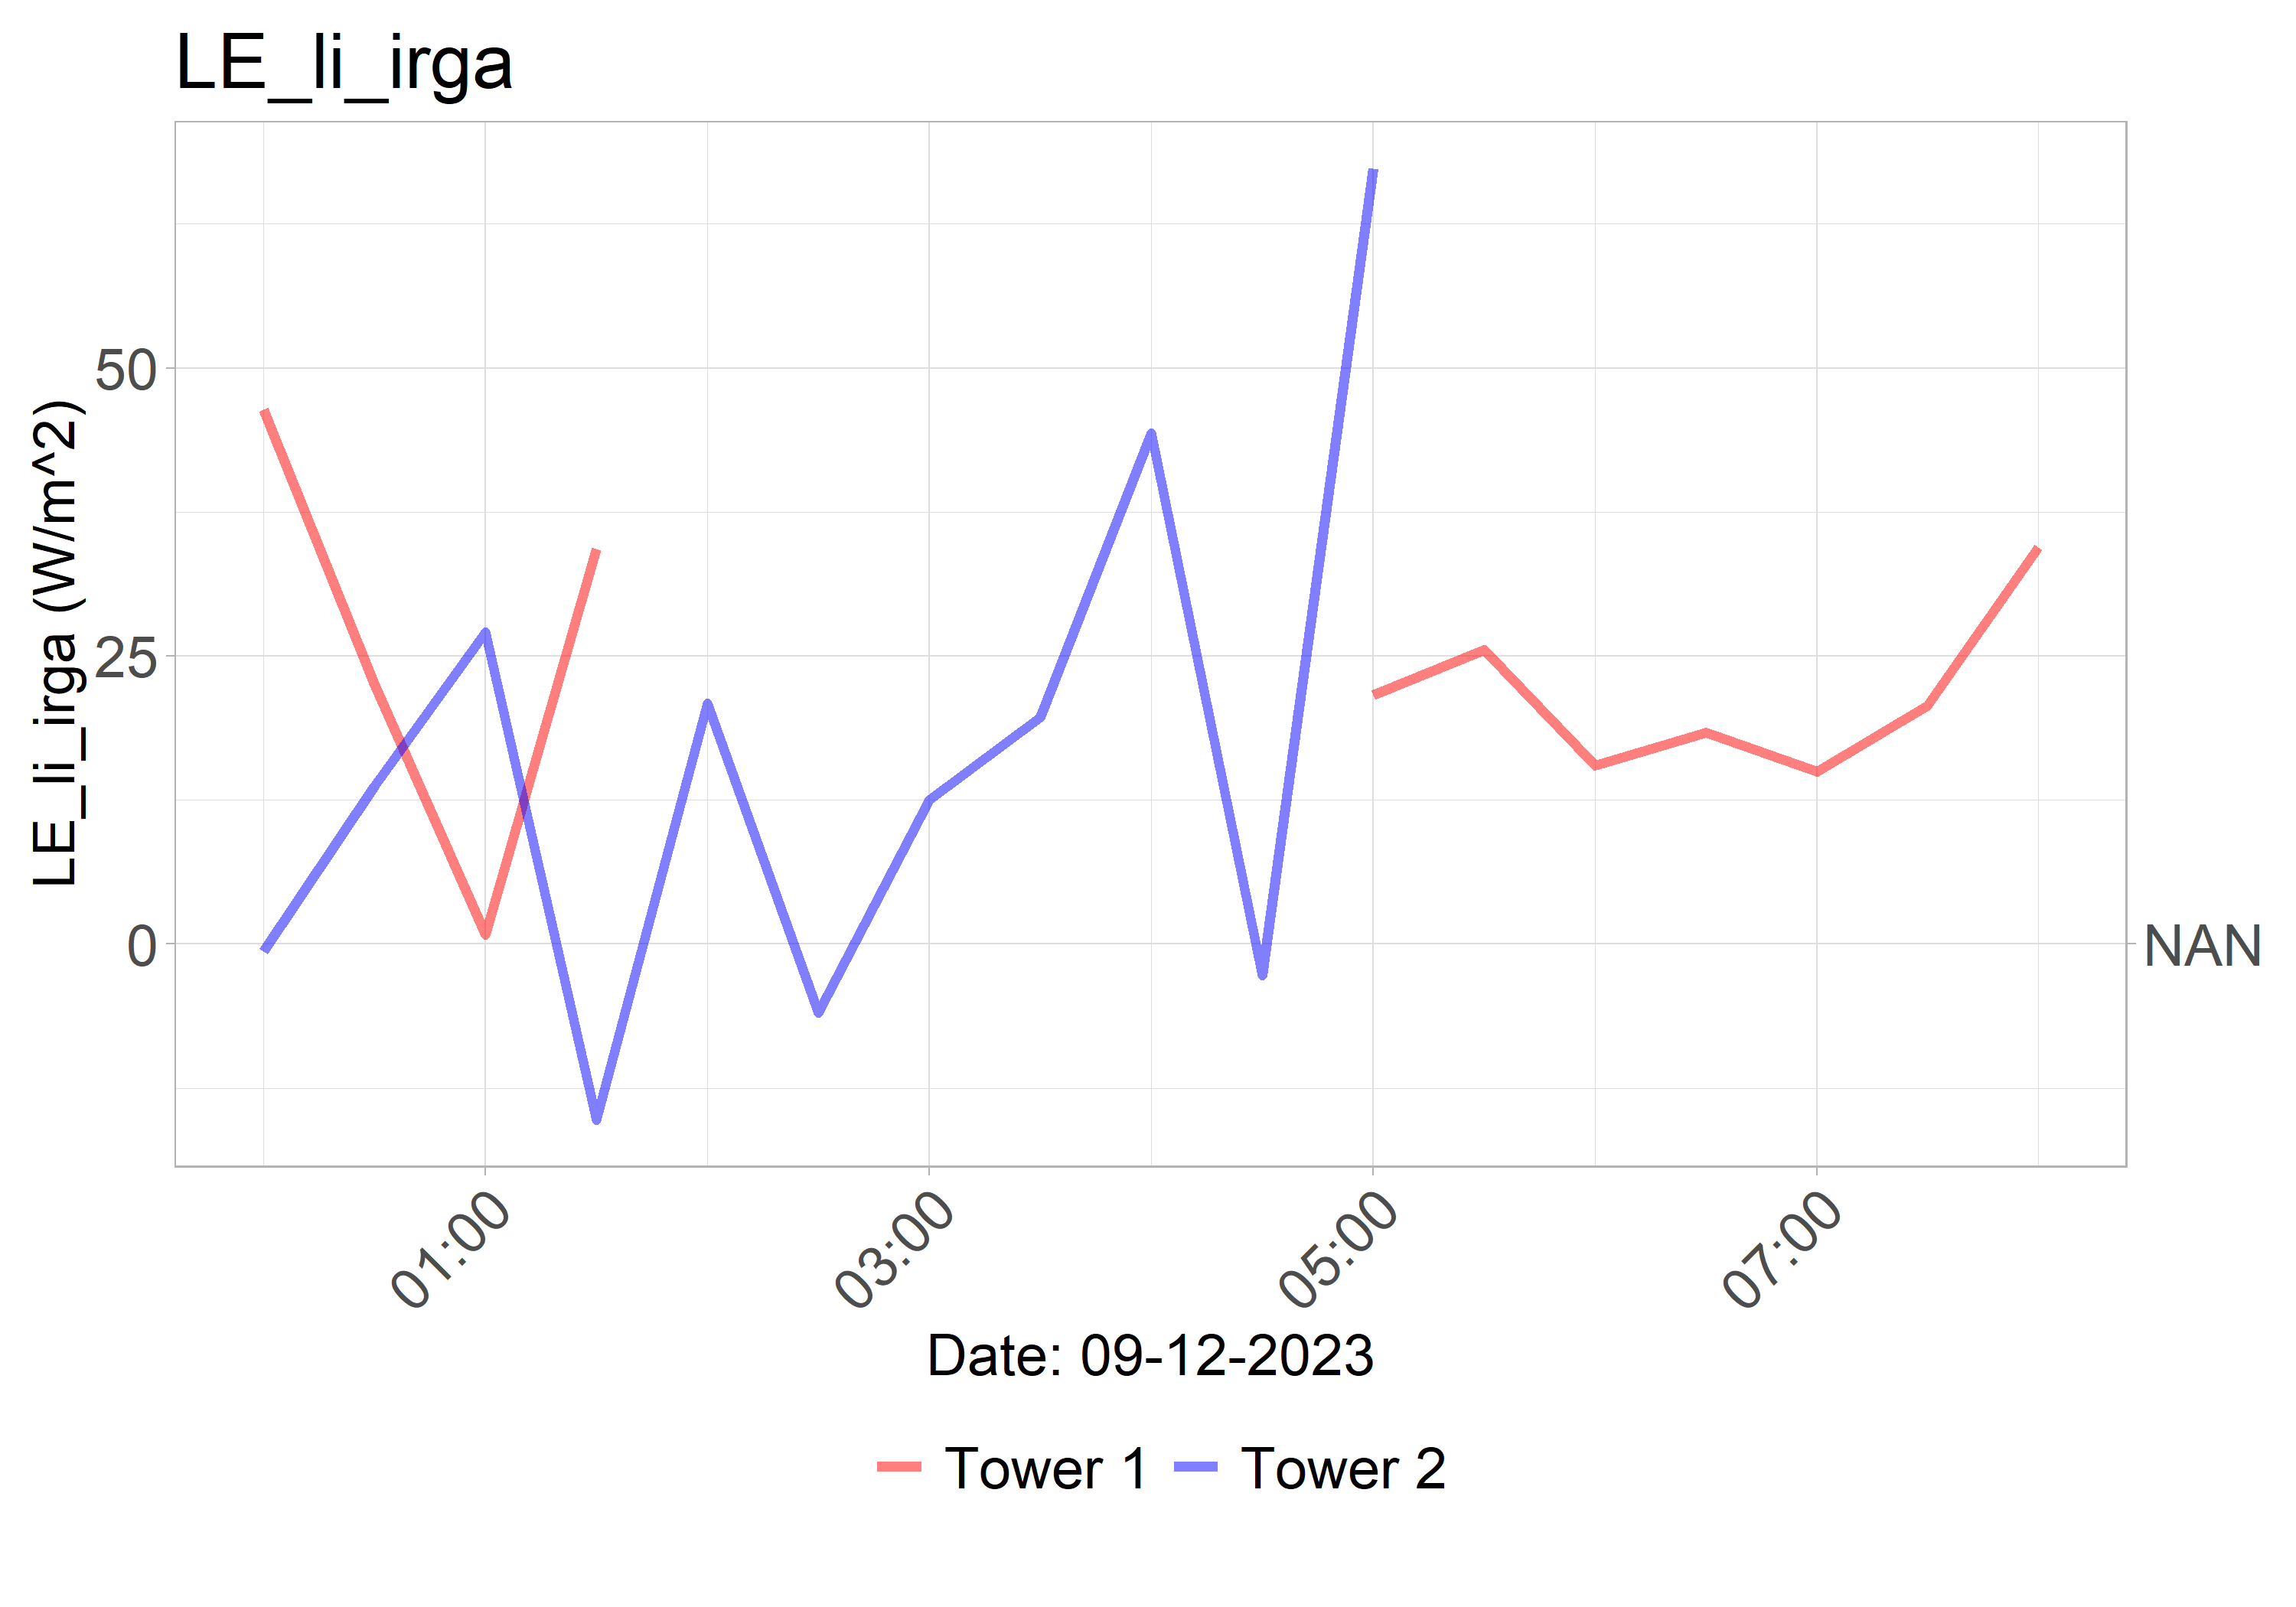 LE_li_irga
LE_li_irga (W/m^2)
50
25
0
NAN
01:00
03:00
05:00
07:00
Date: 09-12-2023
Tower 1
Tower 2